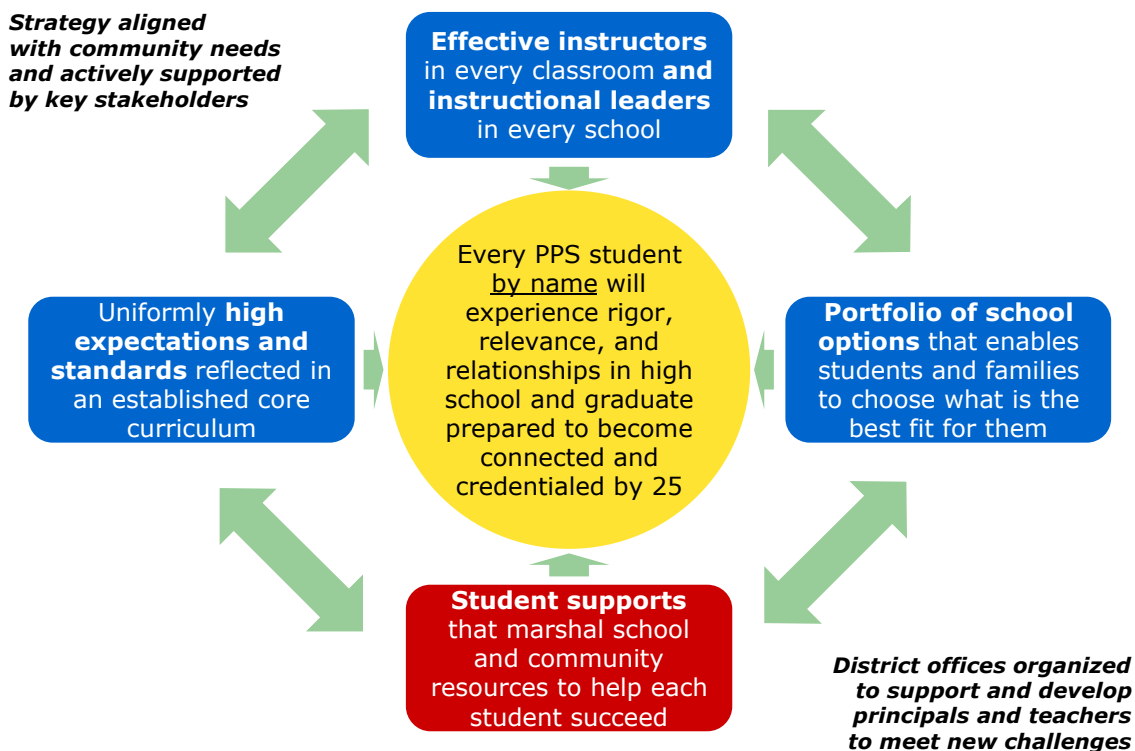 Strategy aligned
with community needs
and actively supported
by key stakeholders
Effective instructors
in every classroom and
instructional leaders
in every school
Every PPS student
by name will
experience rigor,
relevance, and
relationships in high
school and graduate
prepared to become
connected and
credentialed by 25
Uniformly high
expectations and
standards reflected in
an established core
curriculum
Portfolio of school
options that enables
students and families
to choose what is the
best fit for them
Student supports
that marshal school
and community
resources to help each
student succeed
District offices organized
to support and develop
principals and teachers
to meet new challenges